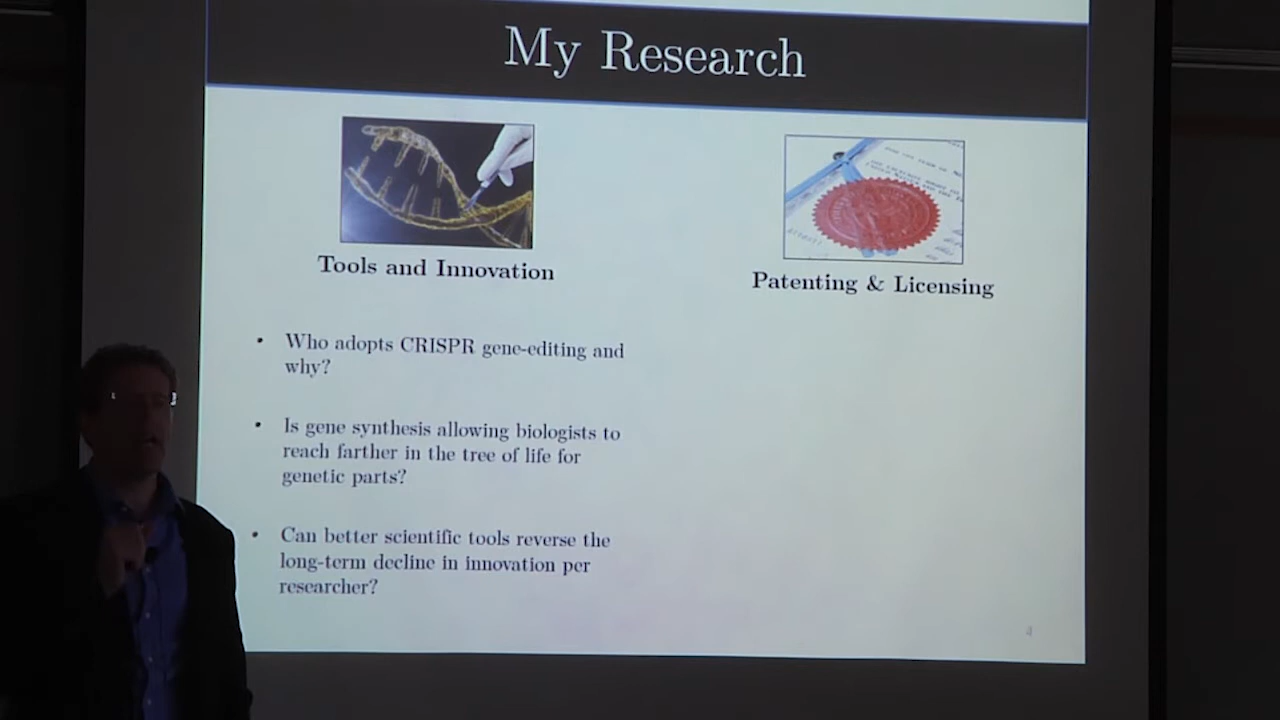 My Research
Tools and Innovation
Patenting & Licensing
• Who adopts CRISPR gene-editing and
why?
• Is gene synthesis allowing biologists to
reach farther in the tree of life for
genetic parts?
• Can better scientific tools reverse the
long-term decline in innovation per
researcher?
4